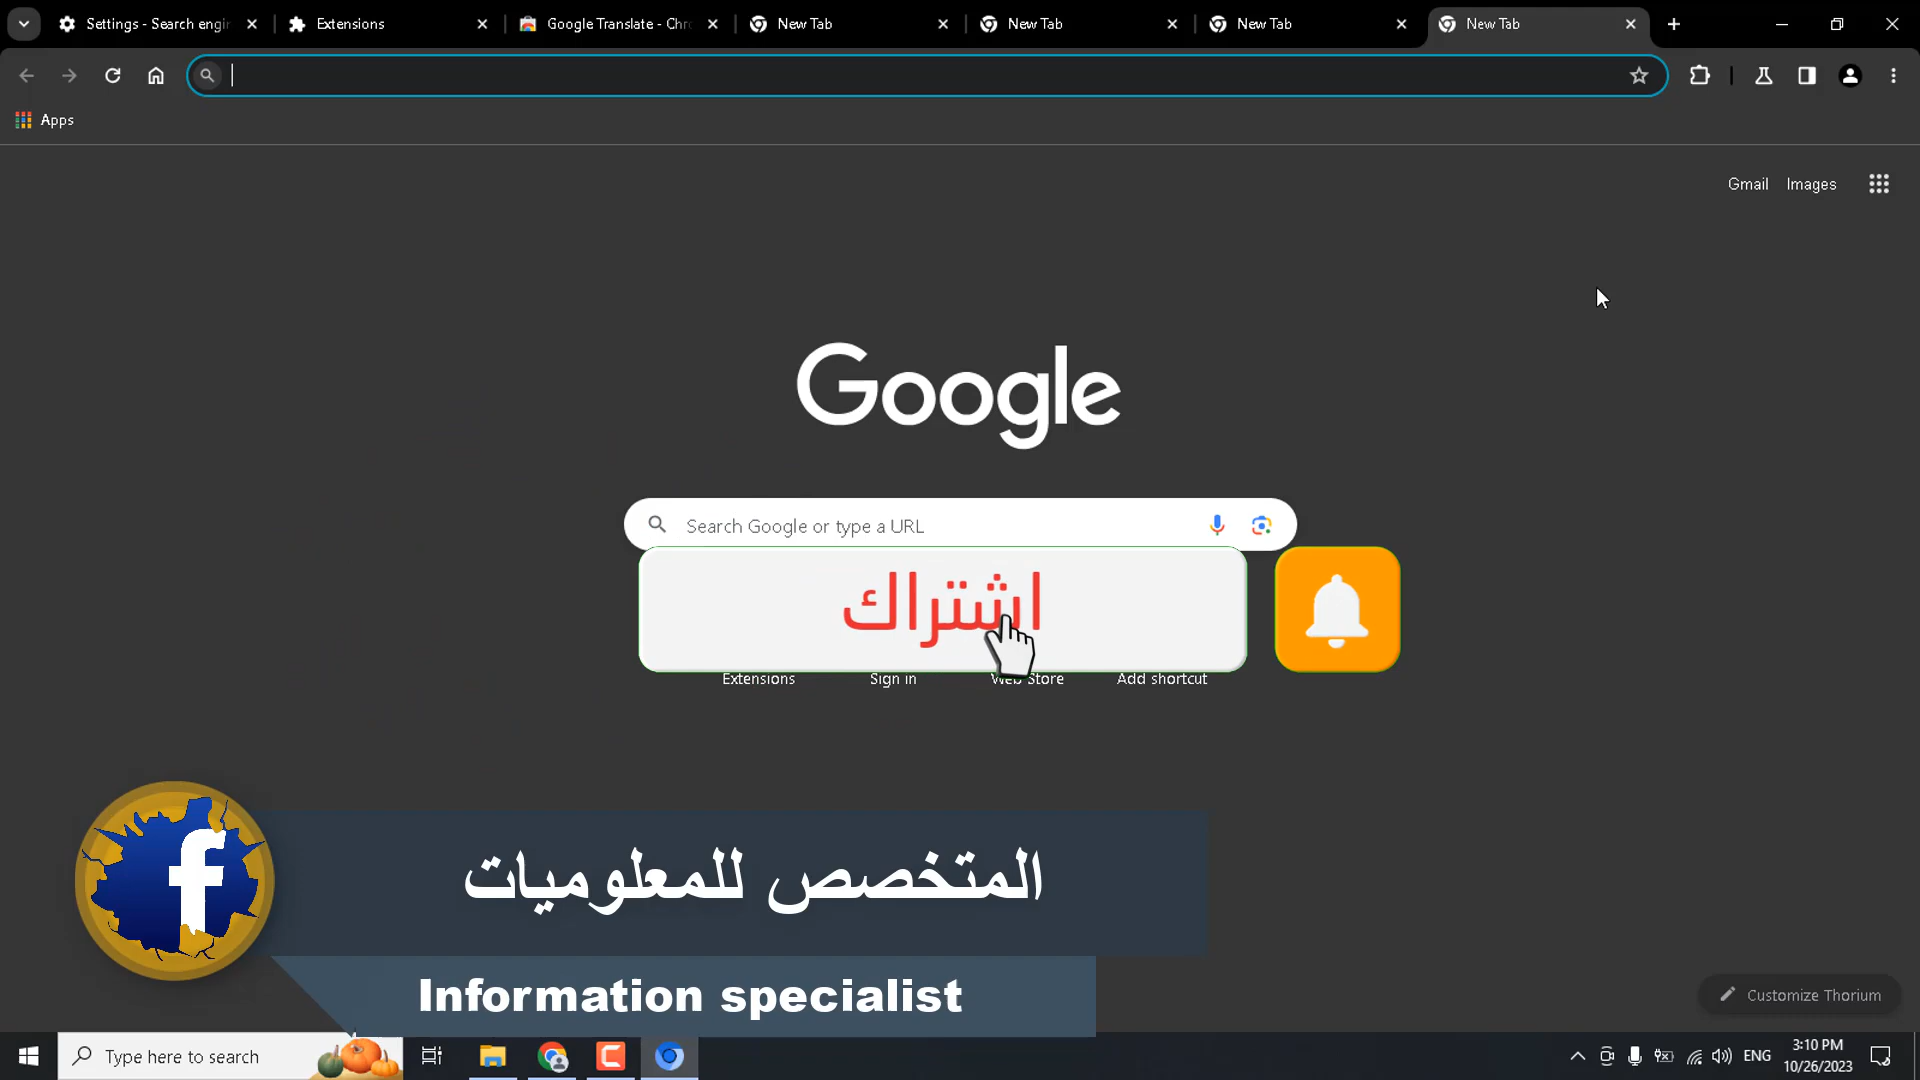 Settings - Search engi
Extensions
Google Translate - Chr
New Tab
New Tab
New Tab
New Tab
Apps
Gmail
Images
Google
Search Google or type a URL
اشتراك
Extensions
Sign in
Web Store
Add shortcut
المتخصص للمعلوميات
Information specialist
Customize Thorium
Type here to search
ENG
3:10 PM
10/26/2023